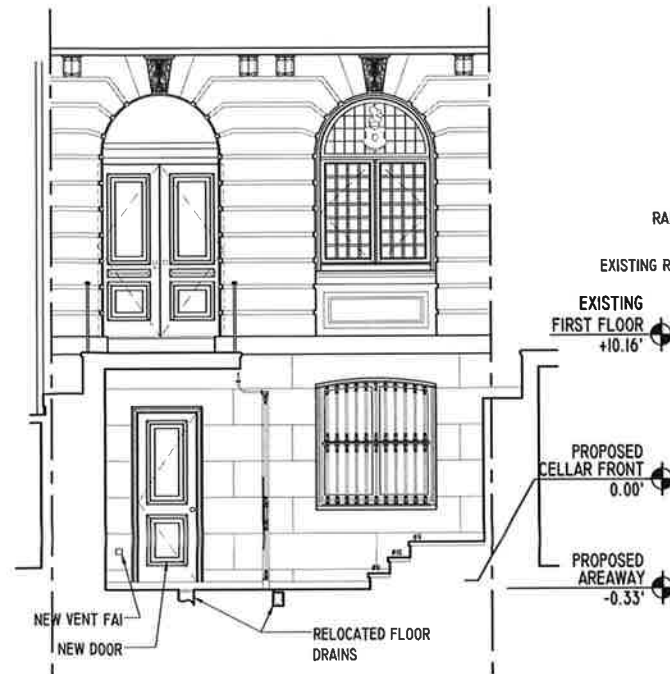 RA
EXISTING R
EXISTING
FIRST FLOOR
+10.16'
PROPOSED
CELLAR FRONT
0.00'
PROPOSED
AREAWAY
-0.33'
NEW VENT FAI
NEW DOOR
RELOCATED FLOOR
DRAINS